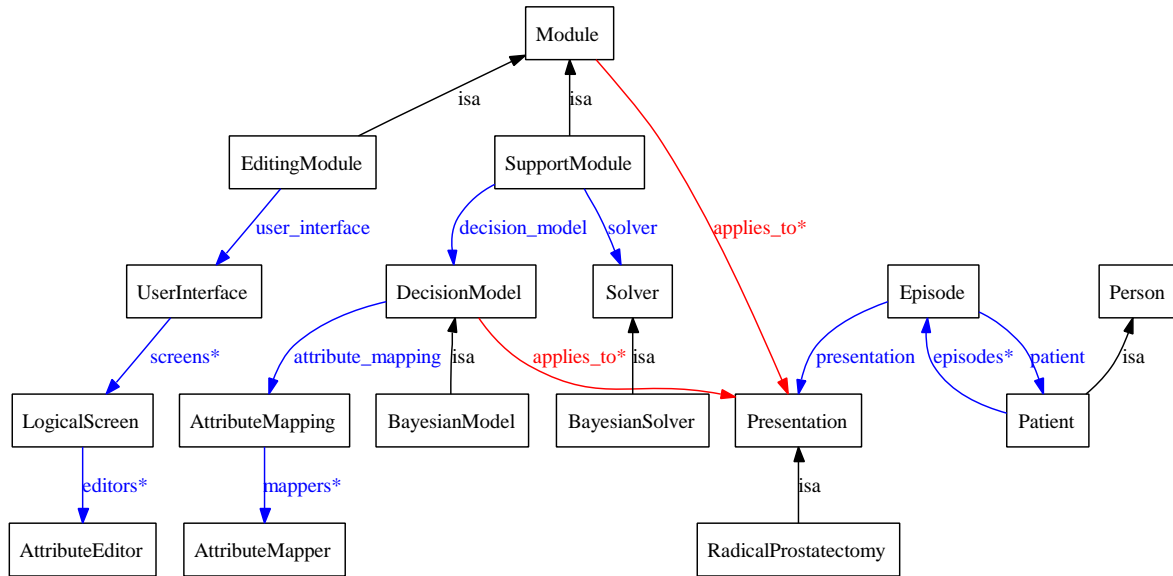 Module
isa
isa
EditingModule
SupportModule
user_interface
decision_model
solver
applies_to*
UserInterface
DecisionModel
Solver
Episode
Person
screens*
attribute_mapping
isa
applies_to*
isa
presentation
episodes*
patient
isa
LogicalScreen
AttributeMapping
BayesianModel
BayesianSolver
Presentation
Patient
editors*
mappers*
isa
AttributeEditor
AttributeMapper
RadicalProstatectomy